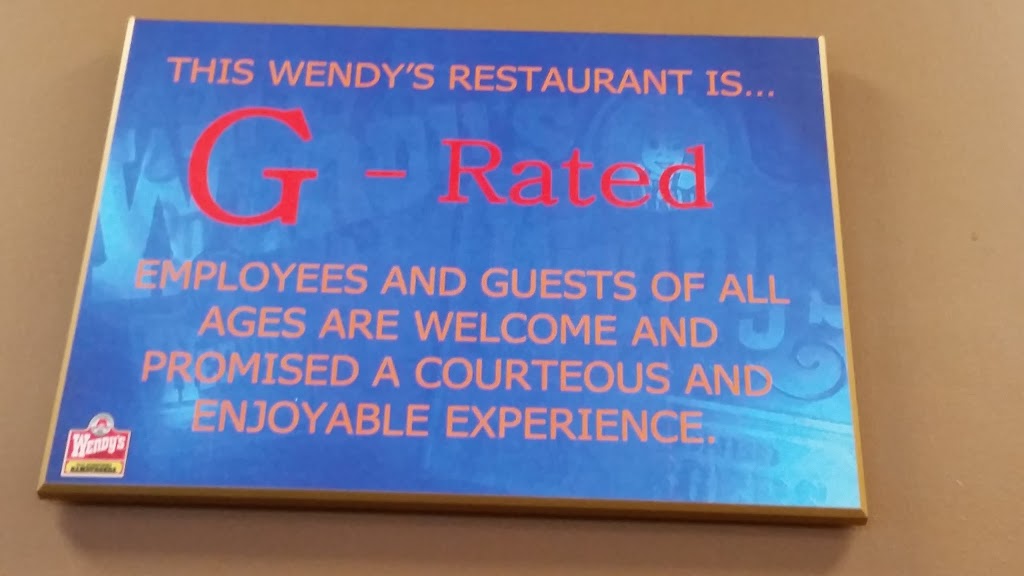 THIS WENDY'S RESTAURANT IS...
G - Rated
EMPLOYEES AND GUESTS OF ALL
AGES ARE WELCOME AND
PROMISED A COURTEOUS AND
ENJOYABLE EXPERIENCE.
WENDY'S